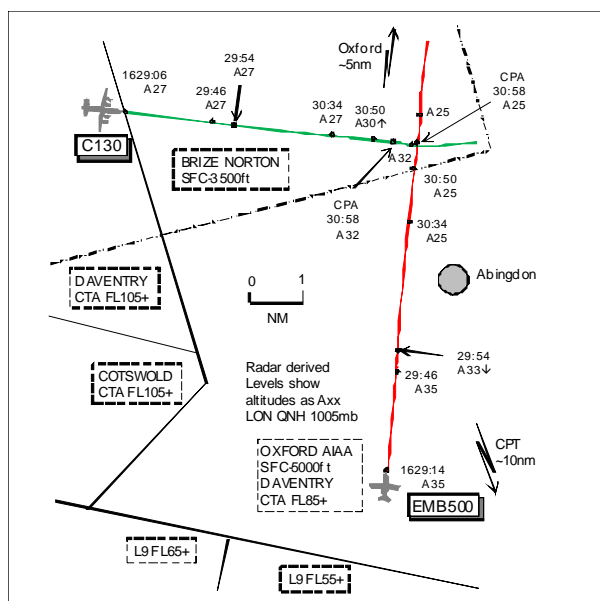 Oxford
~5nm
29:54
A27
1629:06
A27
29:46
A27
30:34
A27
30:50
A30↑
A25
CPA
30:58
A25
C130
A32
BRIZE NORTON
SFC-3500ft
30:50
A25
CPA
30:58
A32
30:34
A25
DAVENTRY
CTA FL105+
0 1
NM
Abingdon
COTSWOLD
CTA FL105+
Radar derived
Levels show
altitudes as Axx
LON QNH 1005mb
29:54
A33↓
29:46
A35
OXFORD AIAA
SFC-5000ft
DAVENTRY
CTA FL85+
CPT
~10nm
1629:14
A35
EMB500
L9 FL65+
L9 FL55+